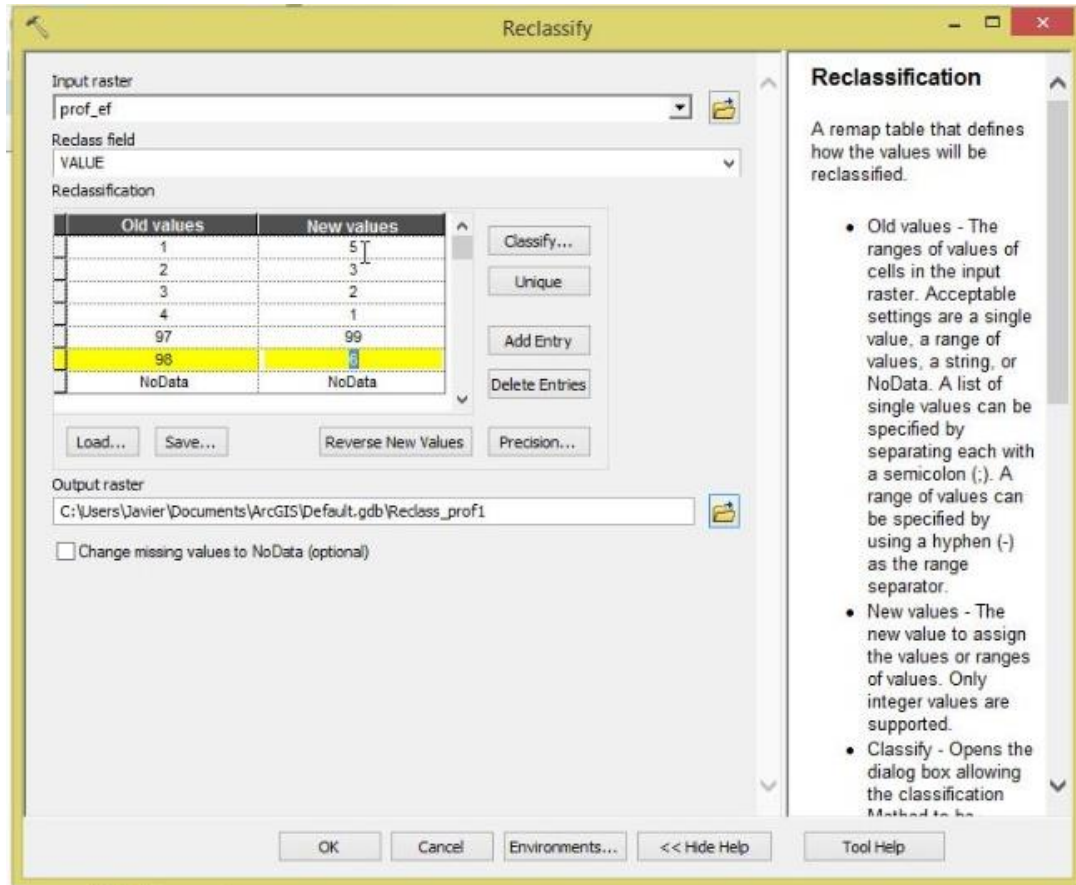 Reclassify
Input raster
prof_ef
Reclass field
VALUE
Reclassification
Old values New values
1 5
2 3
3 2
4 1
97 99
98 6
NoData NoData
Classify...
Unique
Add Entry
Delete Entries
Load... Save... Reverse New Values Precision...
Output raster
C:\Users\Javier\Documents\ArcGIS\Default.gdb\Reclass_prof1
Change missing values to NoData (optional)
OK Cancel Environments... << Hide Help Tool Help
Reclassification
A remap table that defines
how the values will be
reclassified.
• Old values - The
ranges of values of
cells in the input
raster. Acceptable
settings are a single
value, a range of
values, a string, or
NoData. A list of
single values can be
specified by
separating each with
a semicolon (;). A
range of values can
be specified by
using a hyphen (-)
as the range
separator.
• New values - The
new value to assign
the values or ranges
of values. Only
integer values are
supported.
• Classify - Opens the
dialog box allowing
the classification
Method to be